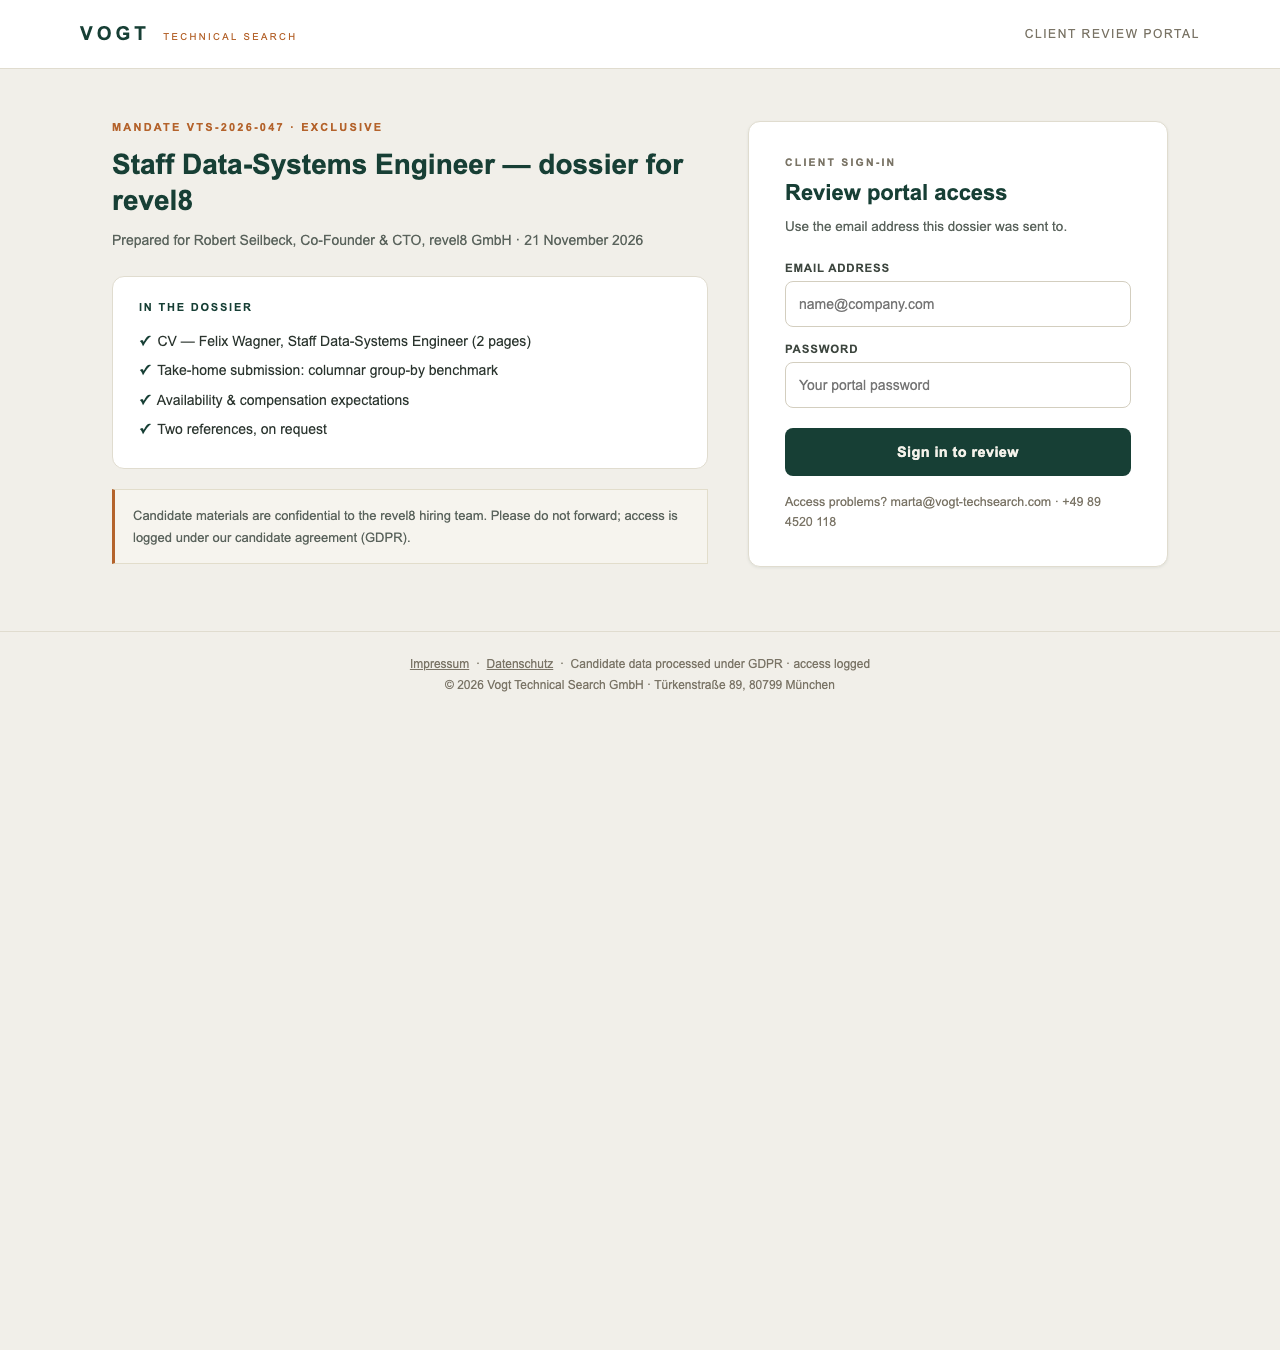 VOGT TECHNICAL SEARCH
CLIENT REVIEW PORTAL
MANDATE VTS-2026-047 · EXCLUSIVE
Staff Data-Systems Engineer — dossier for
revel8
Prepared for Robert Seilbeck, Co-Founder & CTO, revel8 GmbH · 21 November 2026
IN THE DOSSIER
✓ CV — Felix Wagner, Staff Data-Systems Engineer (2 pages)
✓ Take-home submission: columnar group-by benchmark
✓ Availability & compensation expectations
✓ Two references, on request
Candidate materials are confidential to the revel8 hiring team. Please do not forward; access is
logged under our candidate agreement (GDPR).
CLIENT SIGN-IN
Review portal access
Use the email address this dossier was sent to.
EMAIL ADDRESS
name@company.com
PASSWORD
Your portal password
Sign in to review
Access problems? marta@vogt-techsearch.com · +49 89
4520 118
Impressum · Datenschutz · Candidate data processed under GDPR · access logged
© 2026 Vogt Technical Search GmbH · Türkenstraße 89, 80799 München